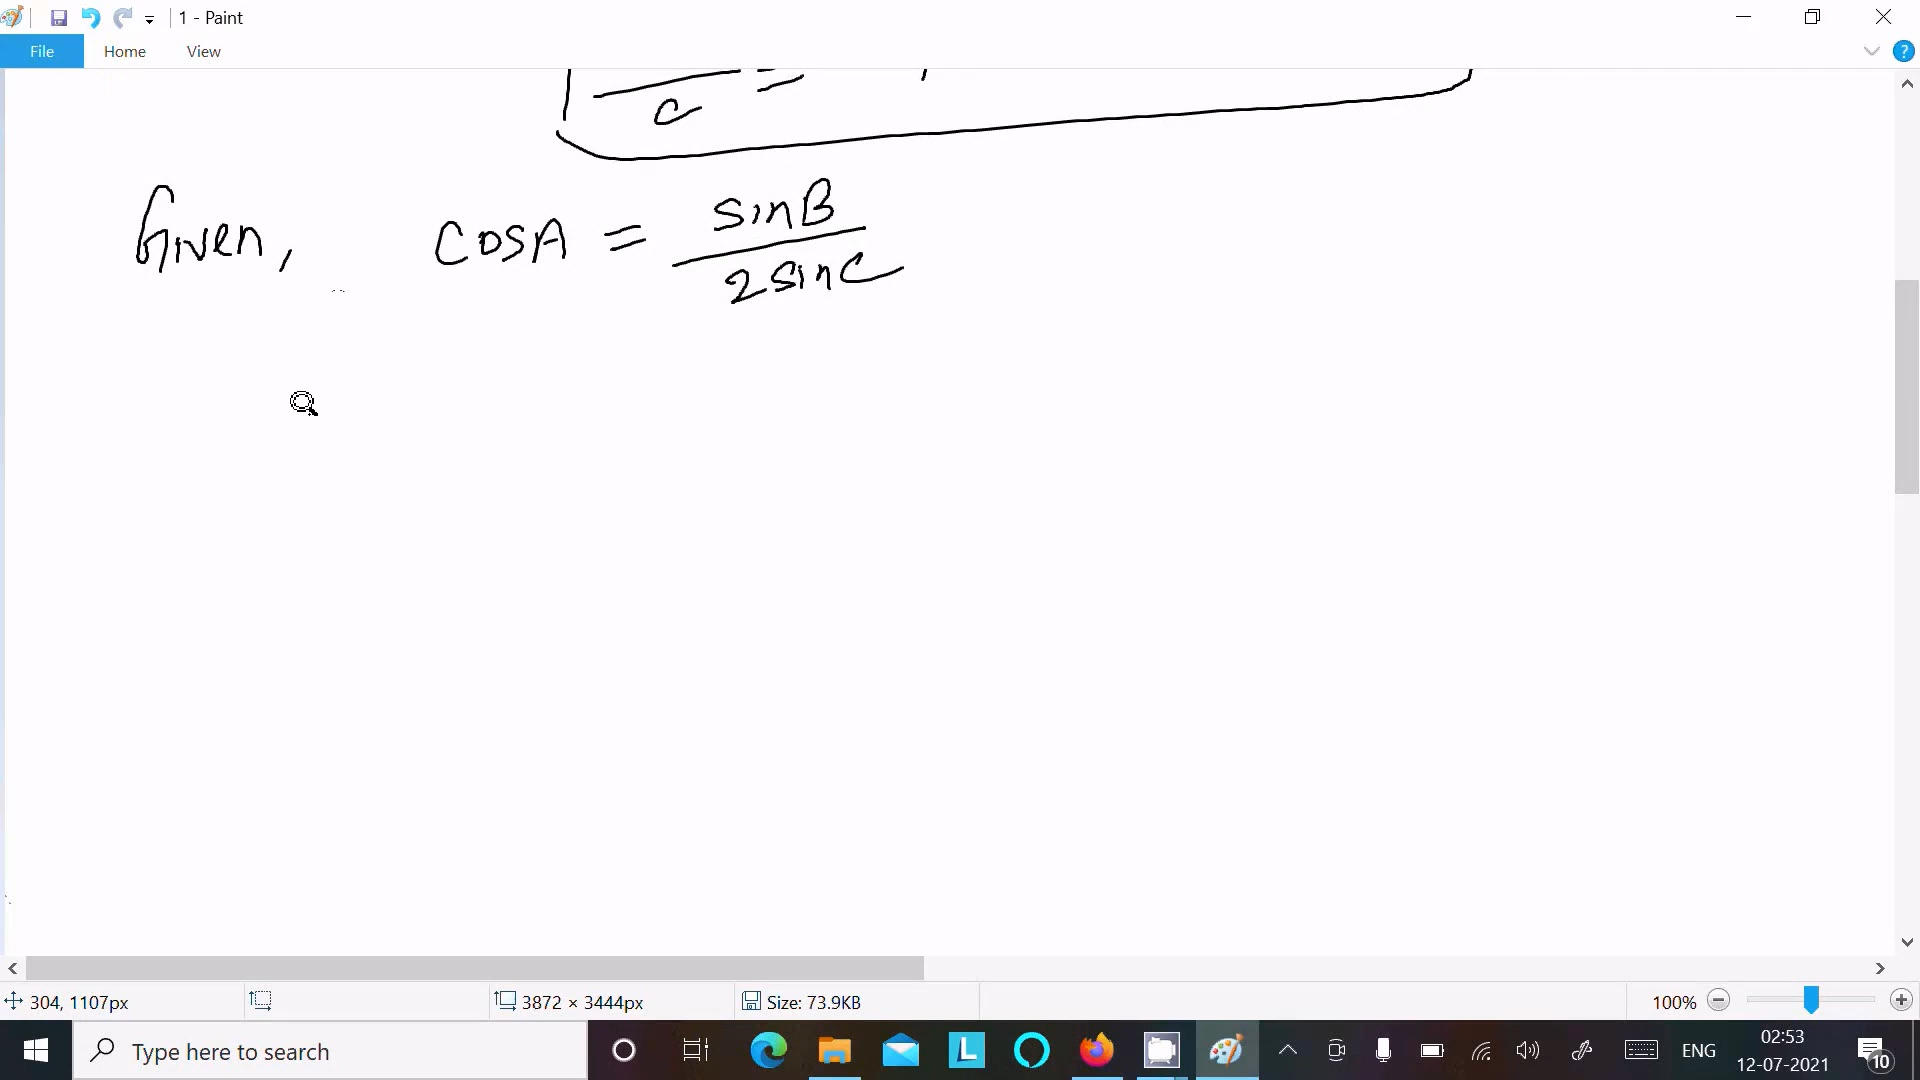 1 - Paint
File Home View
c =
Given, cosA = sinB / 2sinC
304, 1107px 3872 × 3444px Size: 73.9KB 100%
Type here to search L ENG 02:53
12-07-2021 10